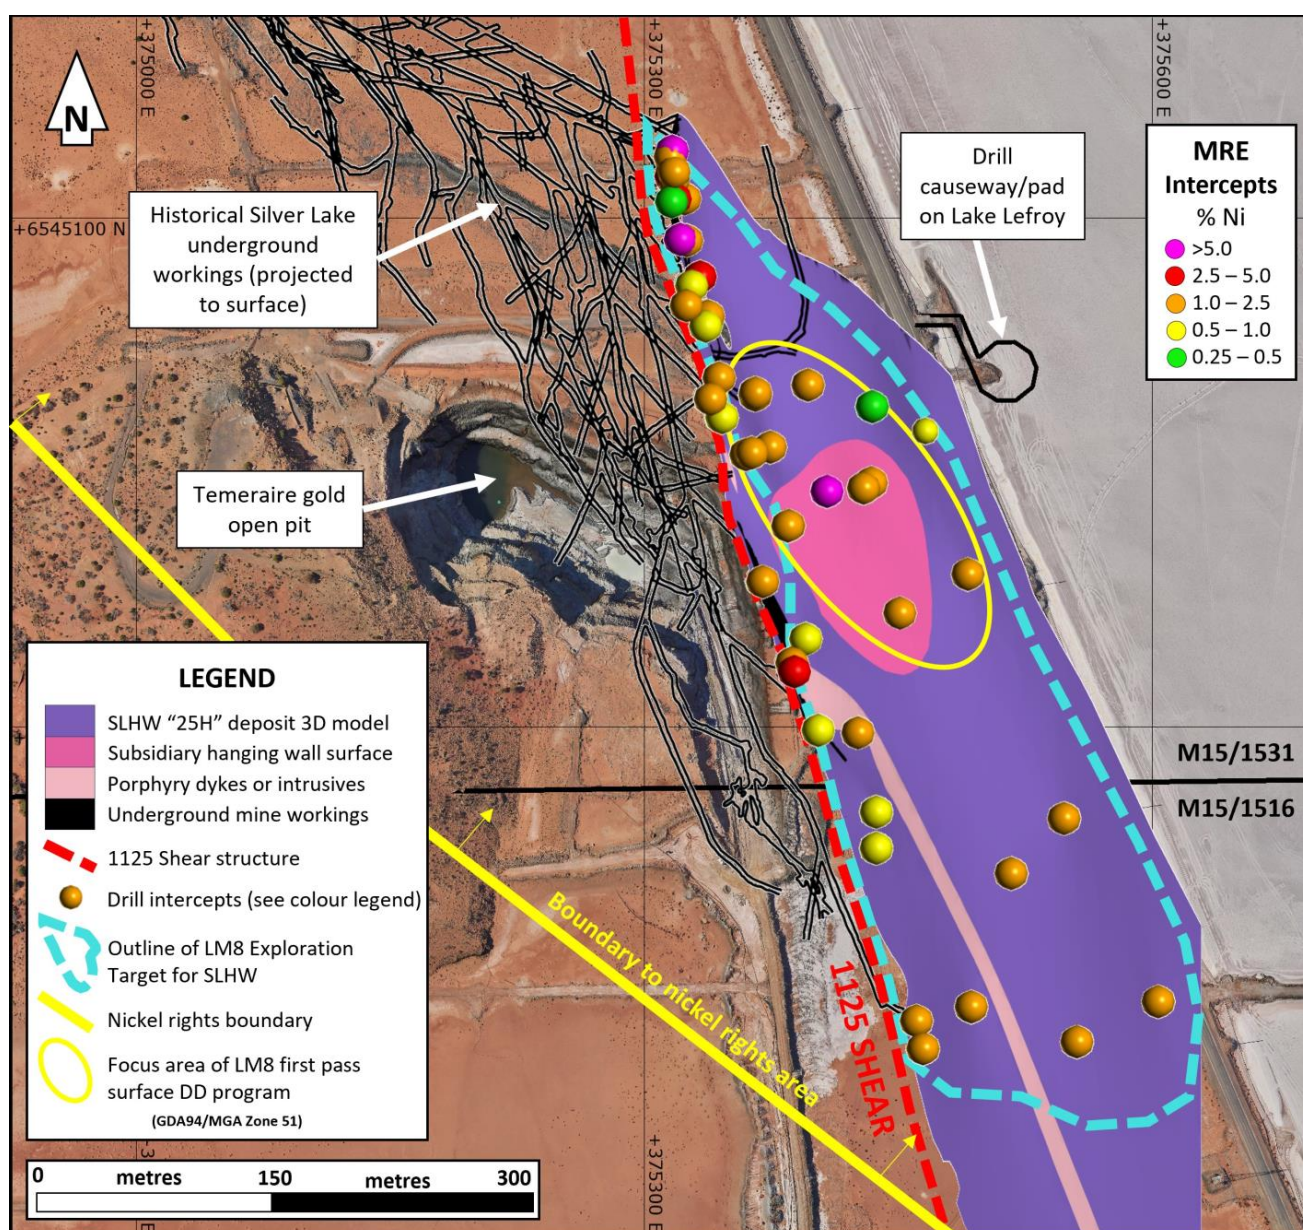 +375000 E
+375300 E
+375600 E
N
+6545100 N
Historical Silver Lake
underground
workings (projected
to surface)
Drill
causeway/pad
on Lake Lefroy
MRE
Intercepts
% Ni
>5.0
2.5 – 5.0
1.0 – 2.5
0.5 – 1.0
0.25 – 0.5
Temeraire gold
open pit
M15/1531
M15/1516
Boundary to nickel rights area
1125 SHEAR
LEGEND
SLHW “25H” deposit 3D model
Subsidiary hanging wall surface
Porphyry dykes or intrusives
Underground mine workings
1125 Shear structure
Drill intercepts (see colour legend)
Outline of LM8 Exploration
Target for SLHW
Nickel rights boundary
Focus area of LM8 first pass
surface DD program
(GDA94/MGA Zone 51)
+375300 E
0 metres 150 metres 300